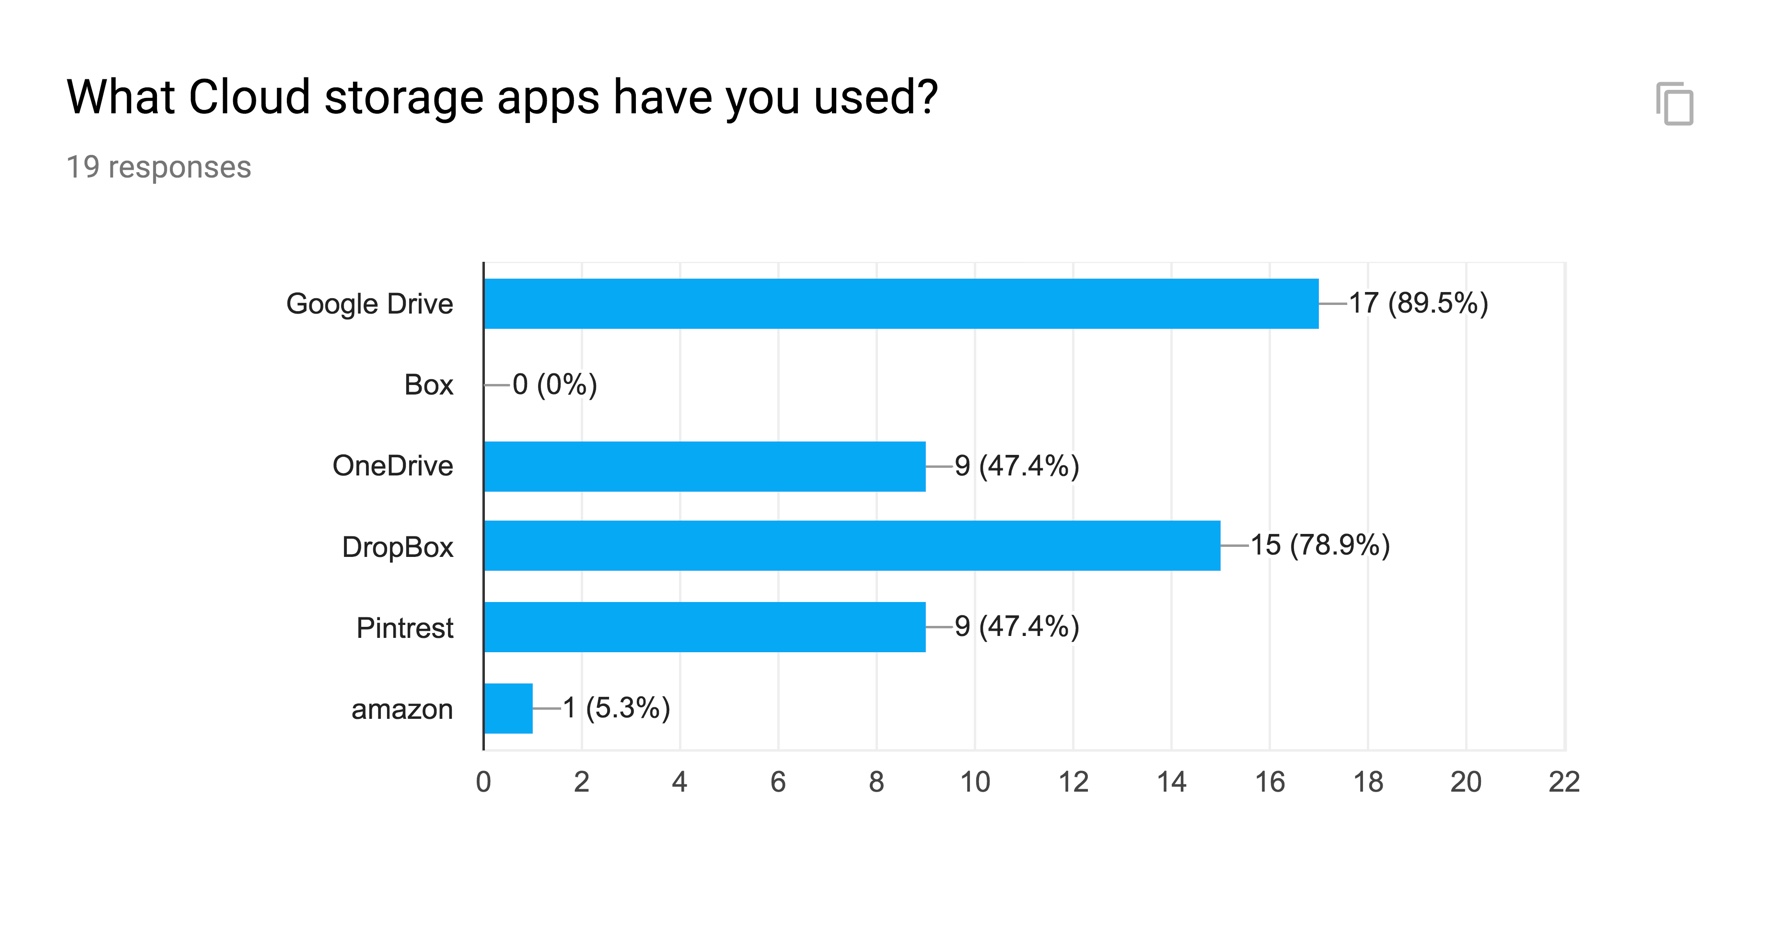 What Cloud storage apps have you used?
19 responses
Google Drive 17 (89.5%)
Box 0 (0%)
OneDrive 9 (47.4%)
DropBox 15 (78.9%)
Pintrest 9 (47.4%)
amazon 1 (5.3%)
0 2 4 6 8 10 12 14 16 18 20 22